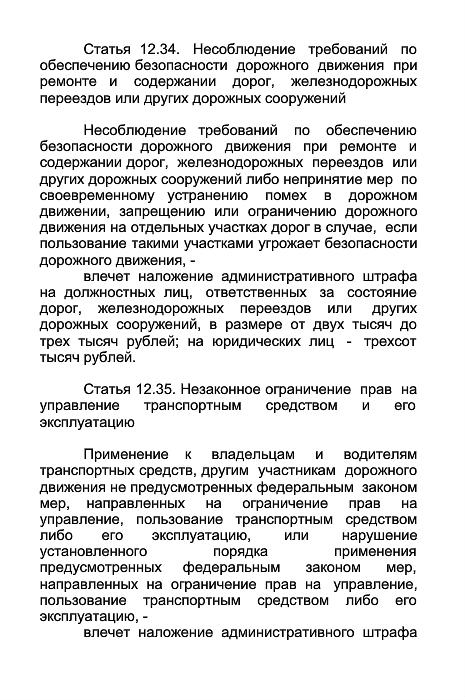 Статья 12.34. Несоблюдение требований по
обеспечению безопасности дорожного движения при
ремонте и содержании дорог, железнодорожных
переездов или других дорожных сооружений
Несоблюдение требований по обеспечению
безопасности дорожного движения при ремонте и
содержании дорог, железнодорожных переездов или
других дорожных сооружений либо непринятие мер по
своевременному устранению помех в дорожном
движении, запрещению или ограничению дорожного
движения на отдельных участках дорог в случае, если
пользование такими участками угрожает безопасности
дорожного движения, -
влечет наложение административного штрафа
на должностных лиц, ответственных за состояние
дорог, железнодорожных переездов или других
дорожных сооружений, в размере от двух тысяч до
трех тысяч рублей; на юридических лиц - трехсот
тысяч рублей.
Статья 12.35. Незаконное ограничение прав на
управление транспортным средством и его
эксплуатацию
Применение к владельцам и водителям
транспортных средств, другим участникам дорожного
движения не предусмотренных федеральным законом
мер, направленных на ограничение прав на
управление, пользование транспортным средством
либо его эксплуатацию, или нарушение
установленного порядка применения
предусмотренных федеральным законом мер,
направленных на ограничение прав на управление,
пользование транспортным средством либо его
эксплуатацию, -
влечет наложение административного штрафа